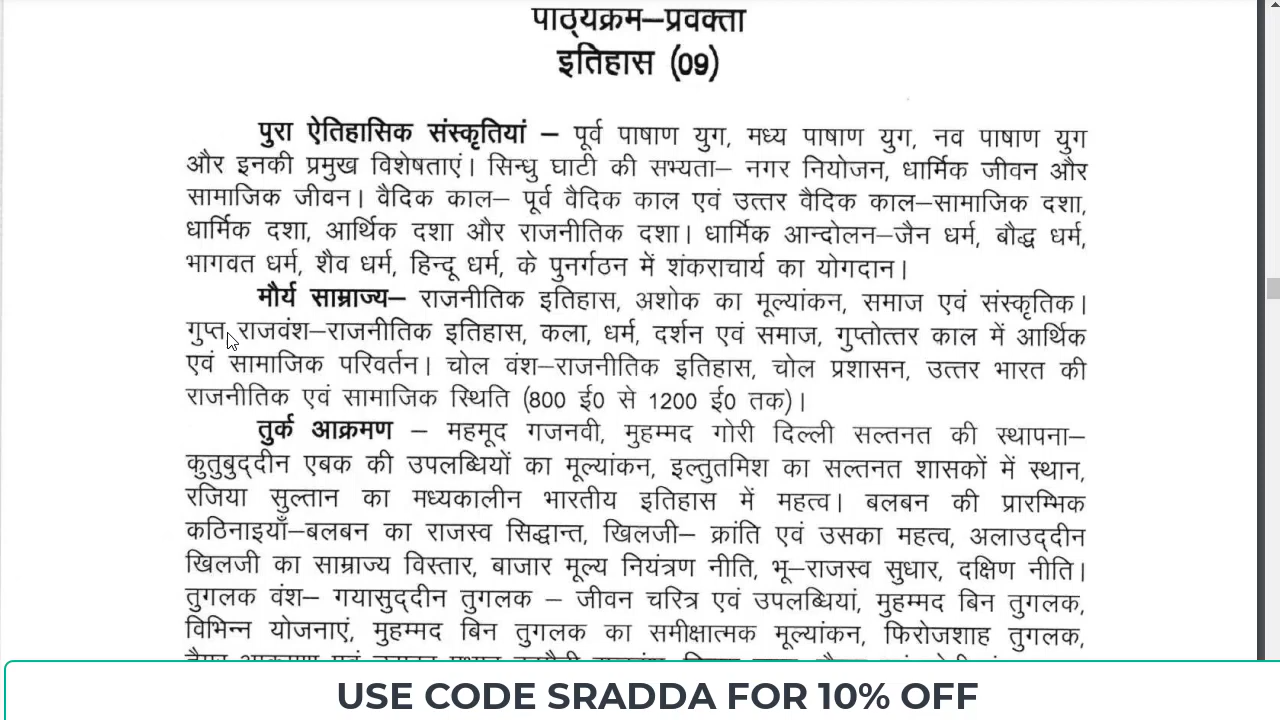 पाठ्यक्रम–प्रवक्ता
इतिहास (09)
पुरा ऐतिहासिक संस्कृतियां – पूर्व पाषाण युग, मध्य पाषाण युग, नव पाषाण युग
और इनकी प्रमुख विशेषताएं। सिन्धु घाटी की सभ्यता– नगर नियोजन, धार्मिक जीवन और
सामाजिक जीवन। वैदिक काल– पूर्व वैदिक काल एवं उत्तर वैदिक काल–सामाजिक दशा,
धार्मिक दशा, आर्थिक दशा और राजनीतिक दशा। धार्मिक आन्दोलन–जैन धर्म, बौद्ध धर्म,
भागवत धर्म, शैव धर्म, हिन्दू धर्म, के पुनर्गठन में शंकराचार्य का योगदान।
मौर्य साम्राज्य– राजनीतिक इतिहास, अशोक का मूल्यांकन, समाज एवं संस्कृतिक।
गुप्त राजवंश–राजनीतिक इतिहास, कला, धर्म, दर्शन एवं समाज, गुप्तोत्तर काल में आर्थिक
एवं सामाजिक परिवर्तन। चोल वंश–राजनीतिक इतिहास, चोल प्रशासन, उत्तर भारत की
राजनीतिक एवं सामाजिक स्थिति (800 ई0 से 1200 ई0 तक)।
तुर्क आक्रमण – महमूद गजनवी, मुहम्मद गोरी दिल्ली सल्तनत की स्थापना–
कुतुबुद्दीन एबक की उपलब्धियों का मूल्यांकन, इल्तुतमिश का सल्तनत शासकों में स्थान,
रजिया सुल्तान का मध्यकालीन भारतीय इतिहास में महत्व। बलबन की प्रारम्भिक
कठिनाइयाँ–बलबन का राजस्व सिद्धान्त, खिलजी– क्रांति एवं उसका महत्व, अलाउद्दीन
खिलजी का साम्राज्य विस्तार, बाजार मूल्य नियंत्रण नीति, भू–राजस्व सुधार, दक्षिण नीति।
तुगलक वंश– गयासुद्दीन तुगलक – जीवन चरित्र एवं उपलब्धियां, मुहम्मद बिन तुगलक,
विभिन्न योजनाएं, मुहम्मद बिन तुगलक का समीक्षात्मक मूल्यांकन, फिरोजशाह तुगलक,
USE CODE SRADDA FOR 10% OFF